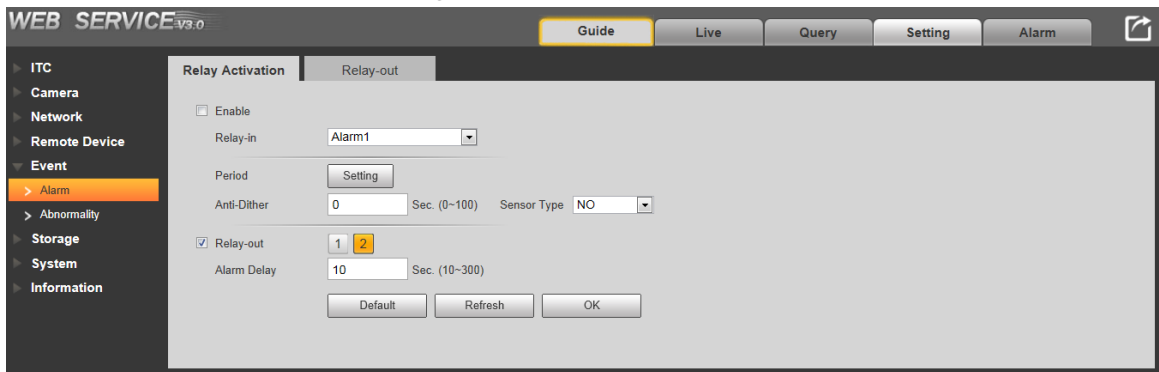 WEB SERVICE V3.0
Guide Live Query Setting Alarm
ITC
Camera
Network
Remote Device
Event
> Alarm
> Abnormality
Storage
System
Information
Relay Activation Relay-out
Enable
Relay-in Alarm1
Period Setting
Anti-Dither 0 Sec. (0~100) Sensor Type NO
Relay-out 1 2
Alarm Delay 10 Sec. (10~300)
Default Refresh OK